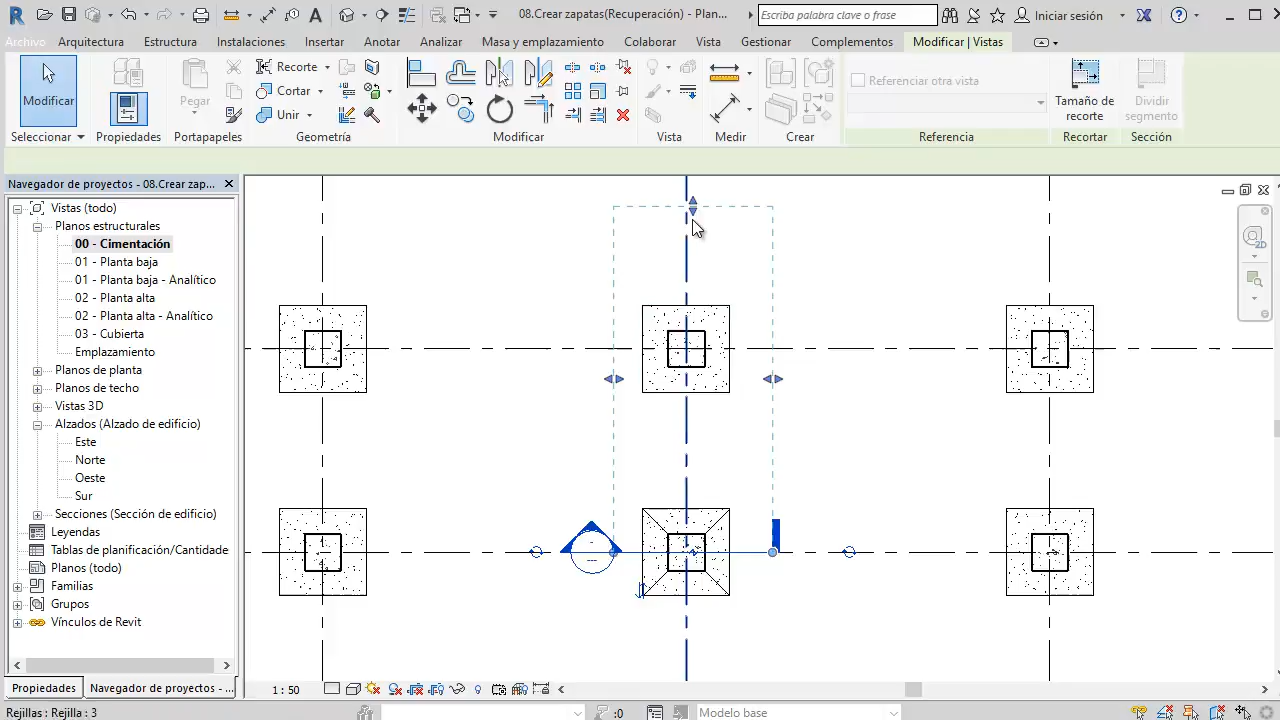 08.Crear zapatas(Recuperación) - Plan...
Escriba palabra clave o frase
Iniciar sesión
Archivo
Arquitectura
Estructura
Instalaciones
Insertar
Anotar
Analizar
Masa y emplazamiento
Colaborar
Vista
Gestionar
Complementos
Modificar | Vistas
Modificar
Pegar
Recorte
Cortar
Unir
Referenciar otra vista
Tamaño de
recorte
Dividir
segmento
Seleccionar
Propiedades
Portapapeles
Geometría
Modificar
Vista
Medir
Crear
Referencia
Recortar
Sección
Navegador de proyectos - 08.Crear zap...
Vistas (todo)
Planos estructurales
00 - Cimentación
01 - Planta baja
01 - Planta baja - Analítico
02 - Planta alta
02 - Planta alta - Analítico
03 - Cubierta
Emplazamiento
Planos de planta
Planos de techo
Vistas 3D
Alzados (Alzado de edificio)
Este
Norte
Oeste
Sur
Secciones (Sección de edificio)
Leyendas
Tablas de planificación/Cantidade
Planos (todo)
Familias
Grupos
Vínculos de Revit
2D
Propiedades
Navegador de proyectos - ...
1 : 50
Rejillas : Rejilla : 3
:0
Modelo base